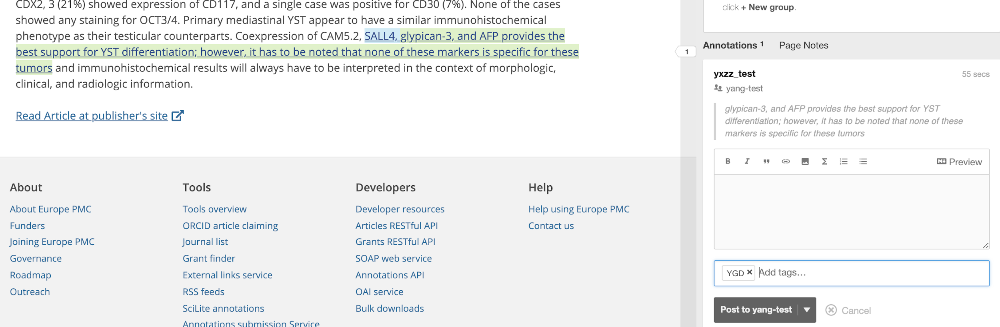 CDX2, 3 (21%) showed expression of CD117, and a single case was positive for CD30 (7%). None of the cases
showed any staining for OCT3/4. Primary mediastinal YST appear to have a similar immunohistochemical
phenotype as their testicular counterparts. Coexpression of CAM5.2, SALL4, glypican-3, and AFP provides the
best support for YST differentiation; however, it has to be noted that none of these markers is specific for these
tumors and immunohistochemical results will always have to be interpreted in the context of morphologic,
clinical, and radiologic information.
Read Article at publisher's site
About
About Europe PMC
Funders
Joining Europe PMC
Governance
Roadmap
Outreach
Tools
Tools overview
ORCID article claiming
Journal list
Grant finder
External links service
RSS feeds
SciLite annotations
Annotations submission Service
Developers
Developer resources
Articles RESTful API
Grants RESTful API
SOAP web service
Annotations API
OAI service
Bulk downloads
Help
Help using Europe PMC
Contact us
1
click + New group.
Annotations 1 Page Notes
yxzz_test 55 secs
yang-test
glypican-3, and AFP provides the best support for YST
differentiation; however, it has to be noted that none of these
markers is specific for these tumors
B I " Σ M↓ Preview
YGD × Add tags...
Post to yang-test Cancel